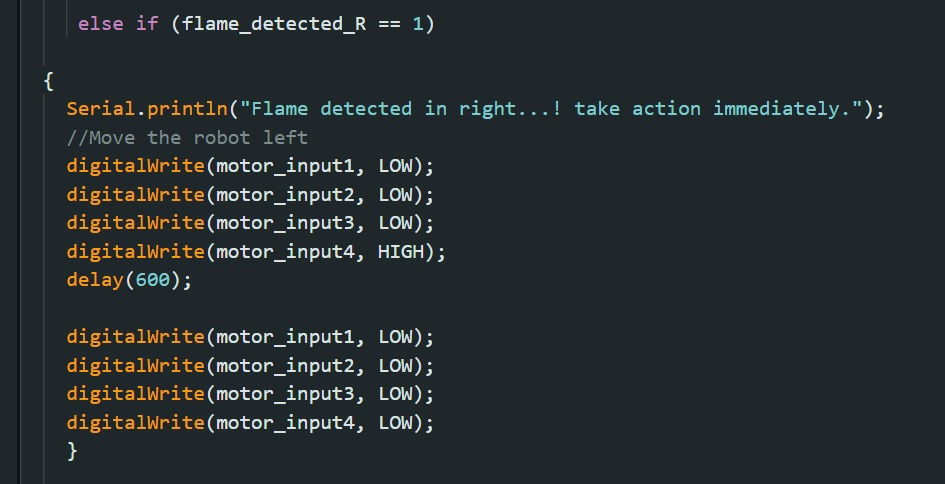 else if (flame_detected_R == 1)
{
Serial.println("Flame detected in right...! take action immediately.");
//Move the robot left
digitalWrite(motor_input1, LOW);
digitalWrite(motor_input2, LOW);
digitalWrite(motor_input3, LOW);
digitalWrite(motor_input4, HIGH);
delay(600);
digitalWrite(motor_input1, LOW);
digitalWrite(motor_input2, LOW);
digitalWrite(motor_input3, LOW);
digitalWrite(motor_input4, LOW);
}